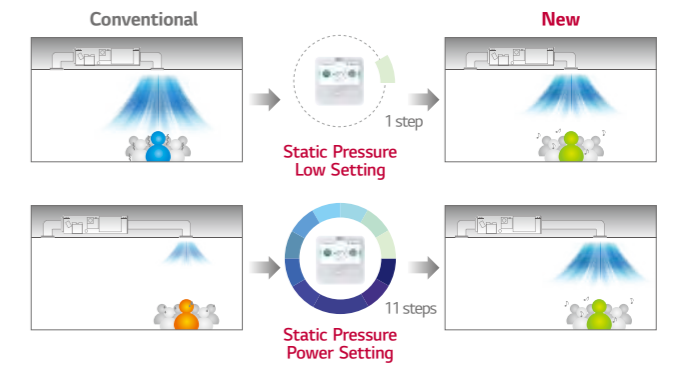 Conventional
New
1 step
Static Pressure
Low Setting
11 steps
Static Pressure
Power Setting